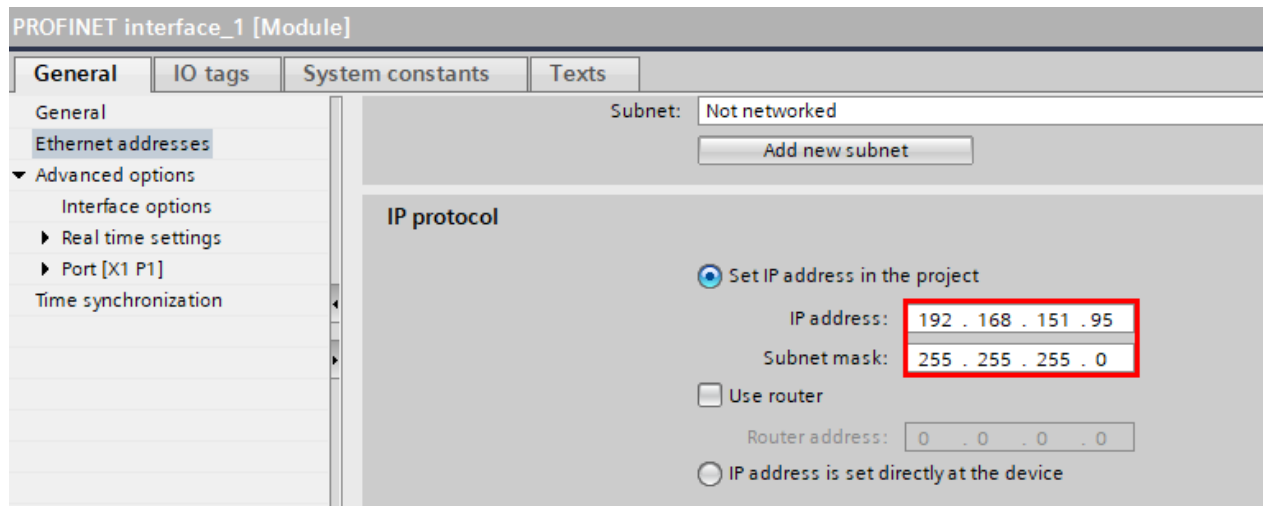 PROFINET interface_1 [Module]
General IO tags System constants Texts
General
Ethernet addresses
Advanced options
Interface options
Real time settings
Port [X1 P1]
Time synchronization
Subnet: Not networked
Add new subnet
IP protocol
Set IP address in the project
IP address: 192 . 168 . 151 .95
Subnet mask: 255 . 255 . 255 . 0
Use router
Router address: 0 . 0 . 0 . 0
IP address is set directly at the device